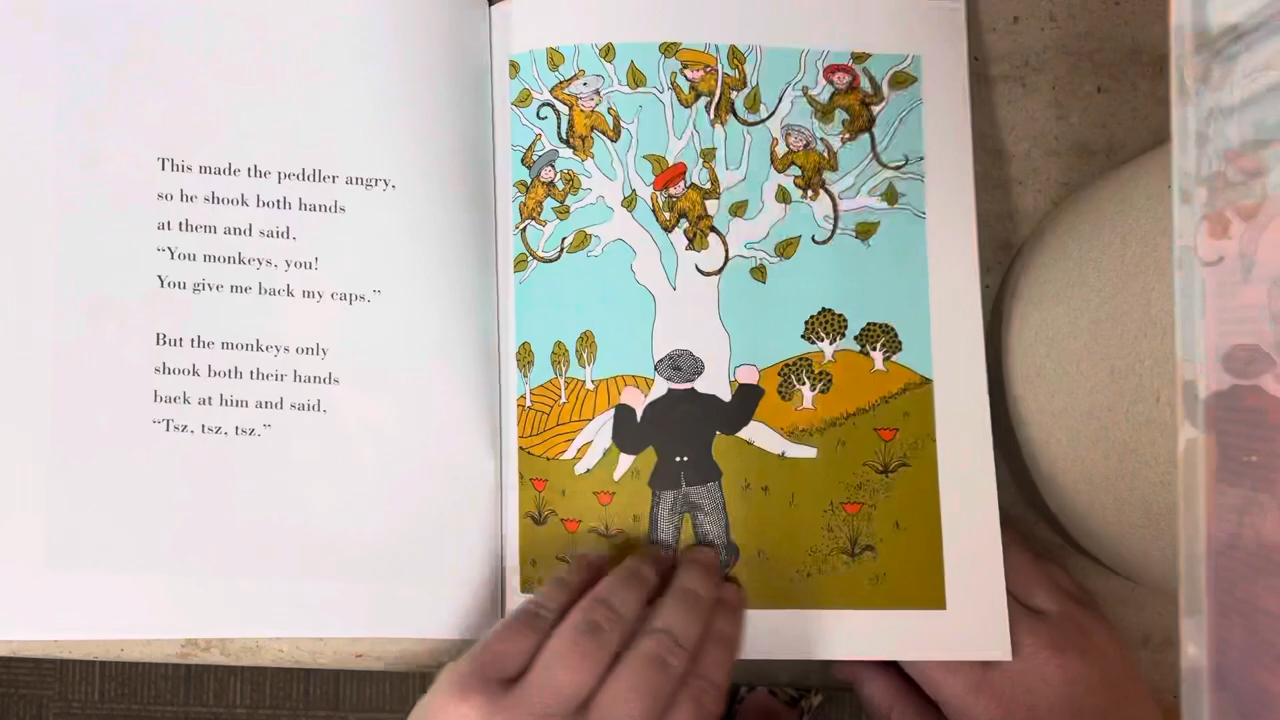 This made the peddler angry,
so he shook both hands
at them and said,
“You monkeys, you!
You give me back my caps.”
But the monkeys only
shook both their hands
back at him and said,
“Tsz, tsz, tsz.”